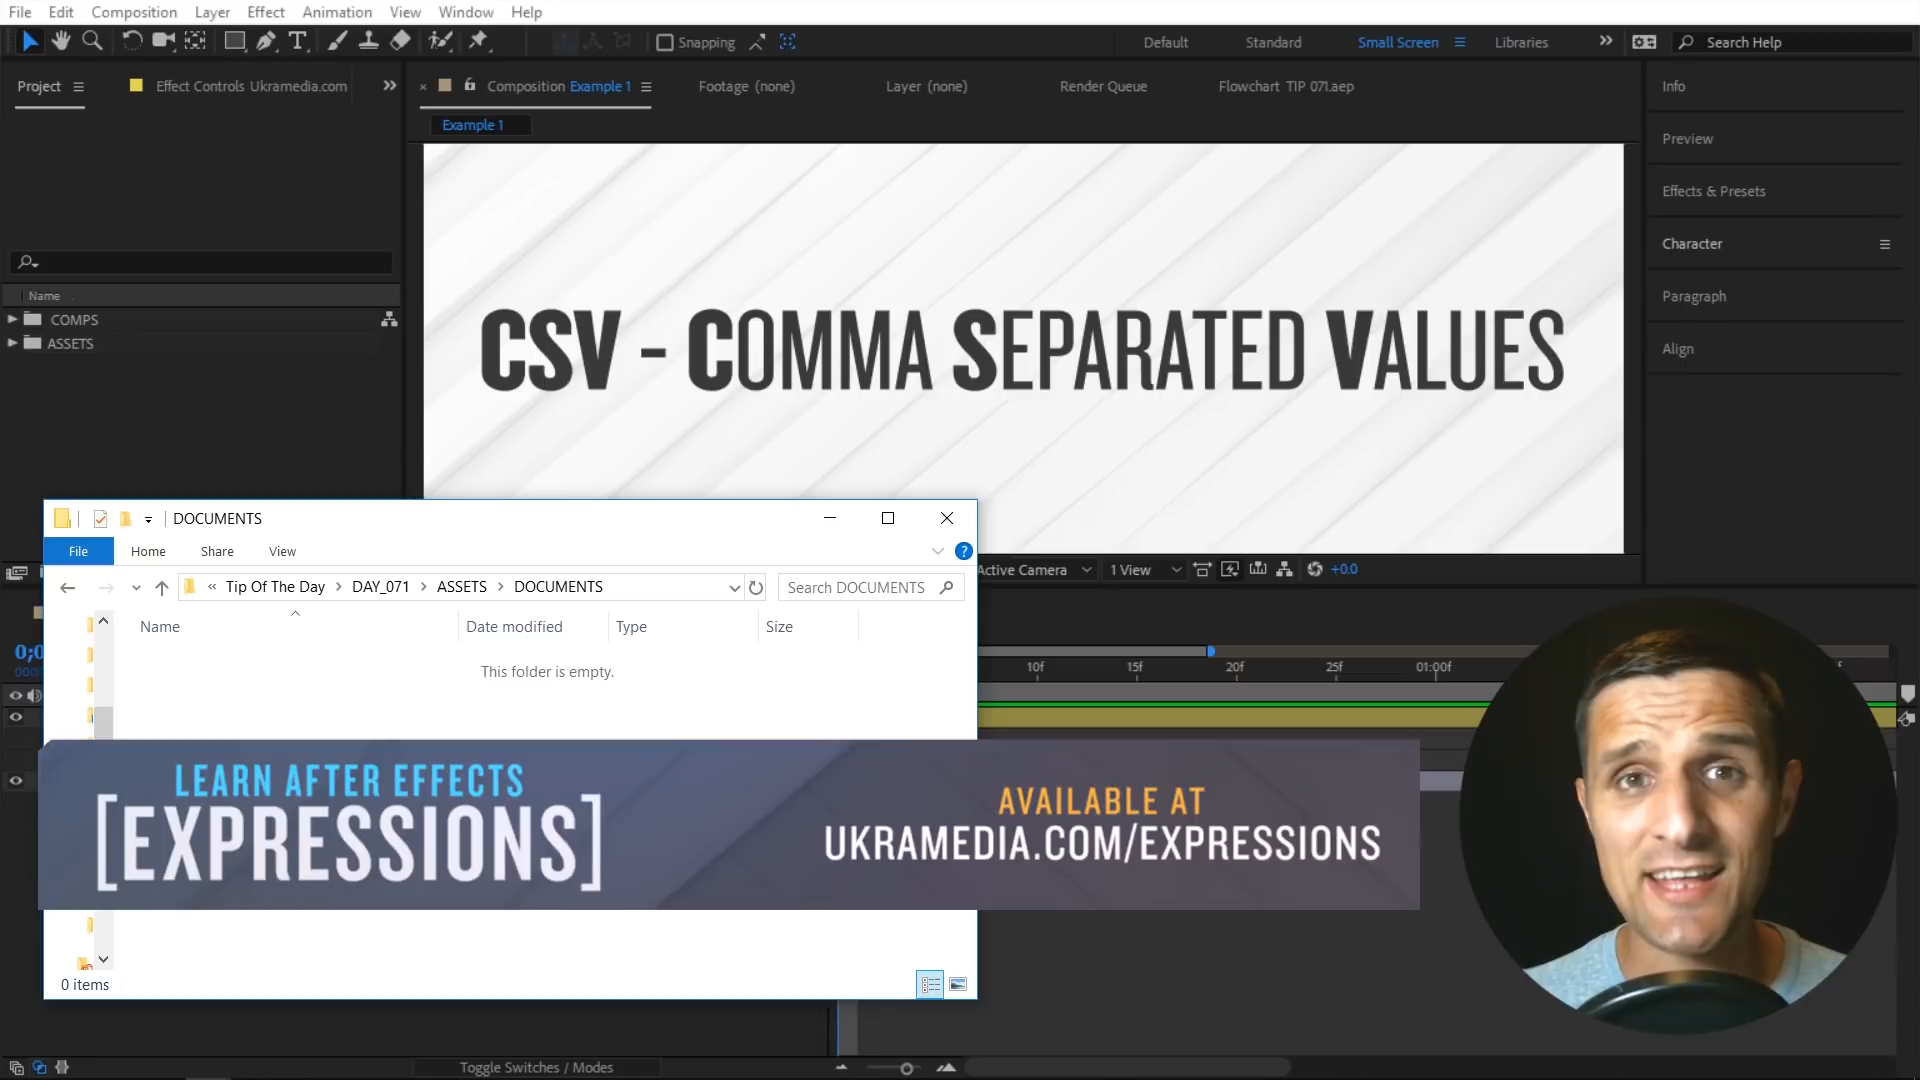 File Edit Composition Layer Effect Animation View Window Help
Snapping Default Standard Small Screen Libraries Search Help
Project Effect Controls Ukramedia.com Composition Example 1 Footage (none) Layer (none) Render Queue Flowchart TIP 071.aep Info
Example 1
Preview
Effects & Presets
Character
Paragraph
Align
Name
COMPS
ASSETS
CSV - COMMA SEPARATED VALUES
DOCUMENTS
File Home Share View
Active Camera 1 View +0.0
« Tip Of The Day > DAY_071 > ASSETS > DOCUMENTS Search DOCUMENTS
Name Date modified Type Size
This folder is empty.
10f 15f 20f 25f 01:00f
LEARN AFTER EFFECTS
[EXPRESSIONS]
AVAILABLE AT
UKRAMEDIA.COM/EXPRESSIONS
0 items
Toggle Switches / Modes